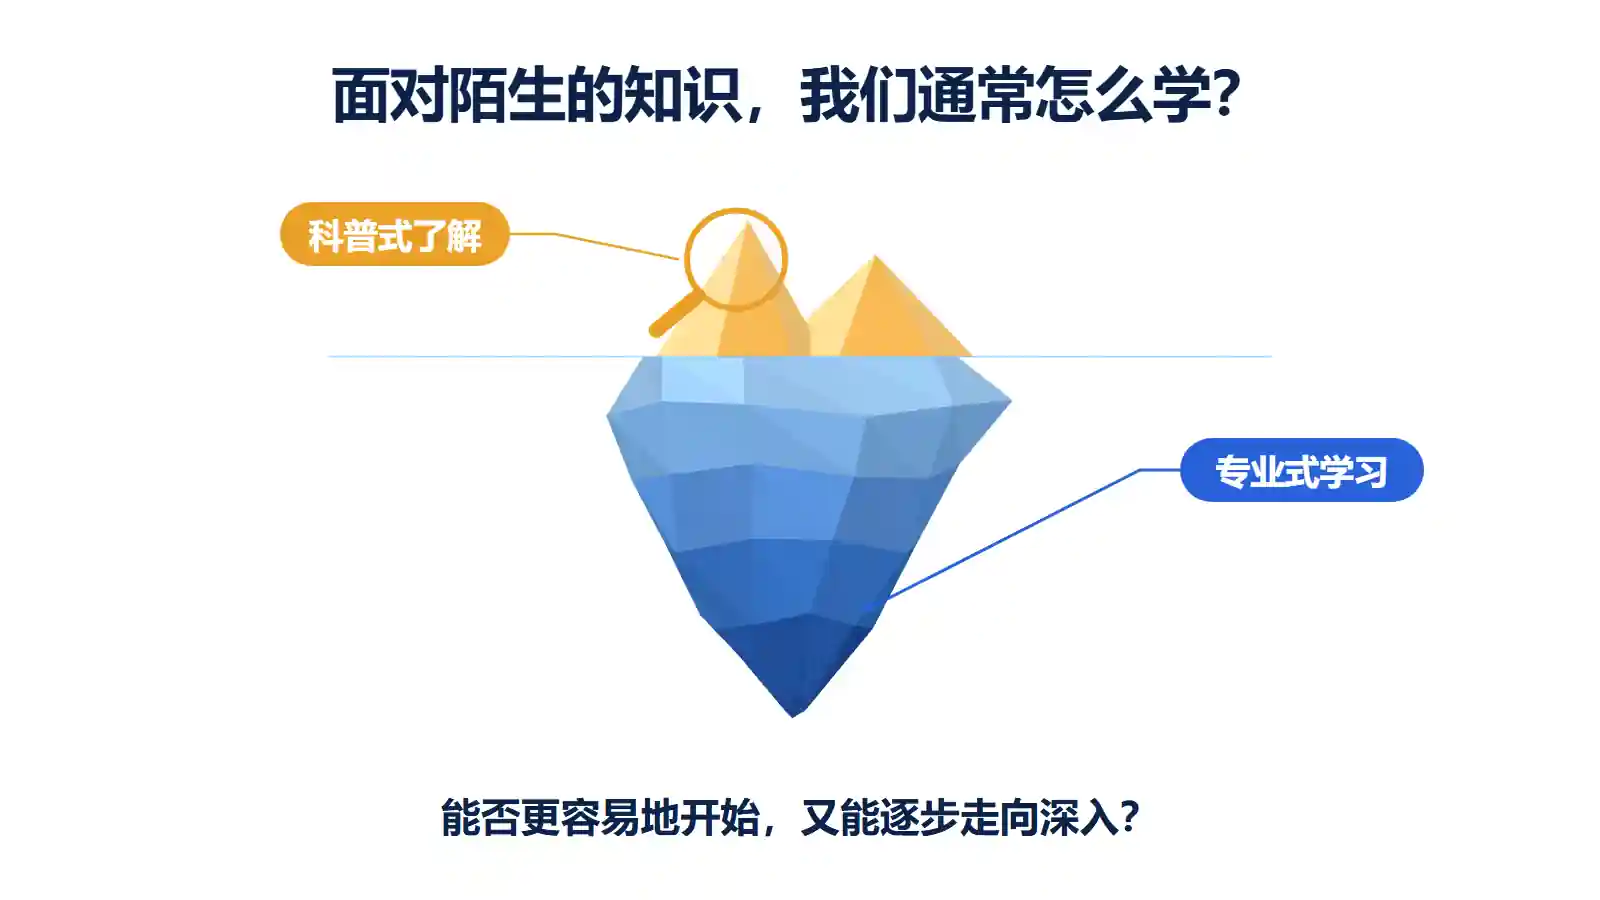 面对陌生的知识，我们通常怎么学？
科普式了解
专业式学习
能否更容易地开始，又能逐步走向深入？